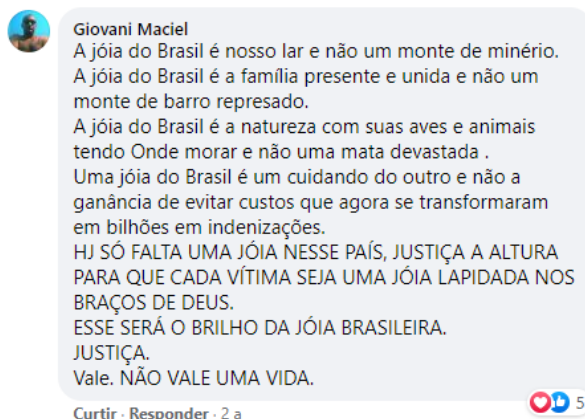 Giovani Maciel
A jóia do Brasil é nosso lar e não um monte de minério.
A jóia do Brasil é a família presente e unida e não um
monte de barro represado.
A jóia do Brasil é a natureza com suas aves e animais
tendo Onde morar e não uma mata devastada .
Uma jóia do Brasil é um cuidando do outro e não a
ganância de evitar custos que agora se transformaram
em bilhões em indenizações.
HJ SÓ FALTA UMA JÓIA NESSE PAÍS, JUSTIÇA A ALTURA
PARA QUE CADA VÍTIMA SEJA UMA JÓIA LAPIDADA NOS
BRAÇOS DE DEUS.
ESSE SERÁ O BRILHO DA JÓIA BRASILEIRA.
JUSTIÇA.
Vale. NÃO VALE UMA VIDA.
5
Curtir · Responder · 2 a